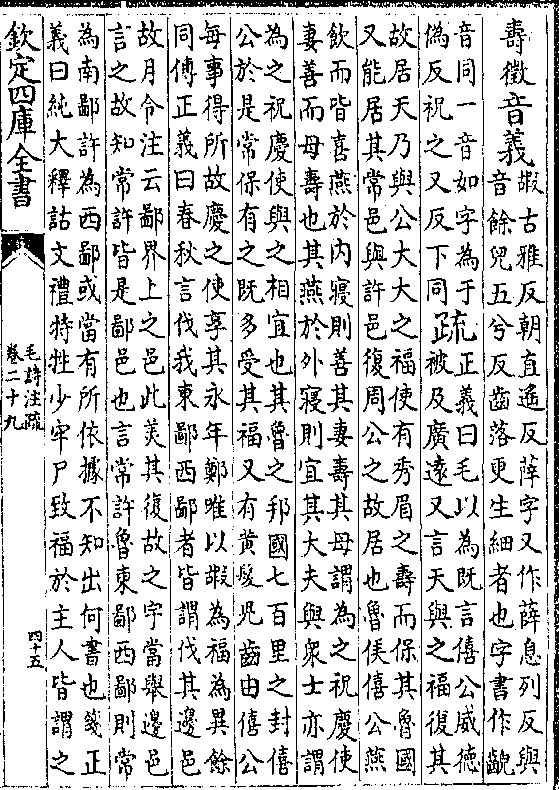 壽徵音義嘏古雅反朝直遙反薛字又作薛息列反與
音餘兒五兮反齒落更生細者也字書作齯
音同一音如字為于
偽反祝之又反下同
疏正義曰毛以為既言僖公威德
被及廣遠又言天與之福復其
故居天乃與公大大之福使有秀眉之壽而保其魯國
又能居其常邑與許邑復周公之故居也魯侯僖公燕
飲而皆喜燕於内寢則善其妻壽其母謂為之祝慶使
妻善而母壽也其燕於外寢則宜其大夫與衆士亦謂
為之祝慶使與之相宜也其魯之邦國七百里之封僖
公於是常保有之既多受其福又有黄髮兒齒由僖公
每事得所故慶之使享其永年鄭唯以嘏為福為異餘
同傳正義曰春秋言伐我東鄙西鄙者皆謂伐其邊邑
故月令注云鄙界上之邑此美其復故之字當舉邊邑
言之故知常許皆是鄙邑也言常許魯東鄙西鄙則常
為南鄙許為西鄙或當有所依據不知出何書也箋正
義曰純大釋詁文禮特牲少牢尸致福於主人皆謂之
欽定四庫全書
毛詩注疏
卷二十九
四十五